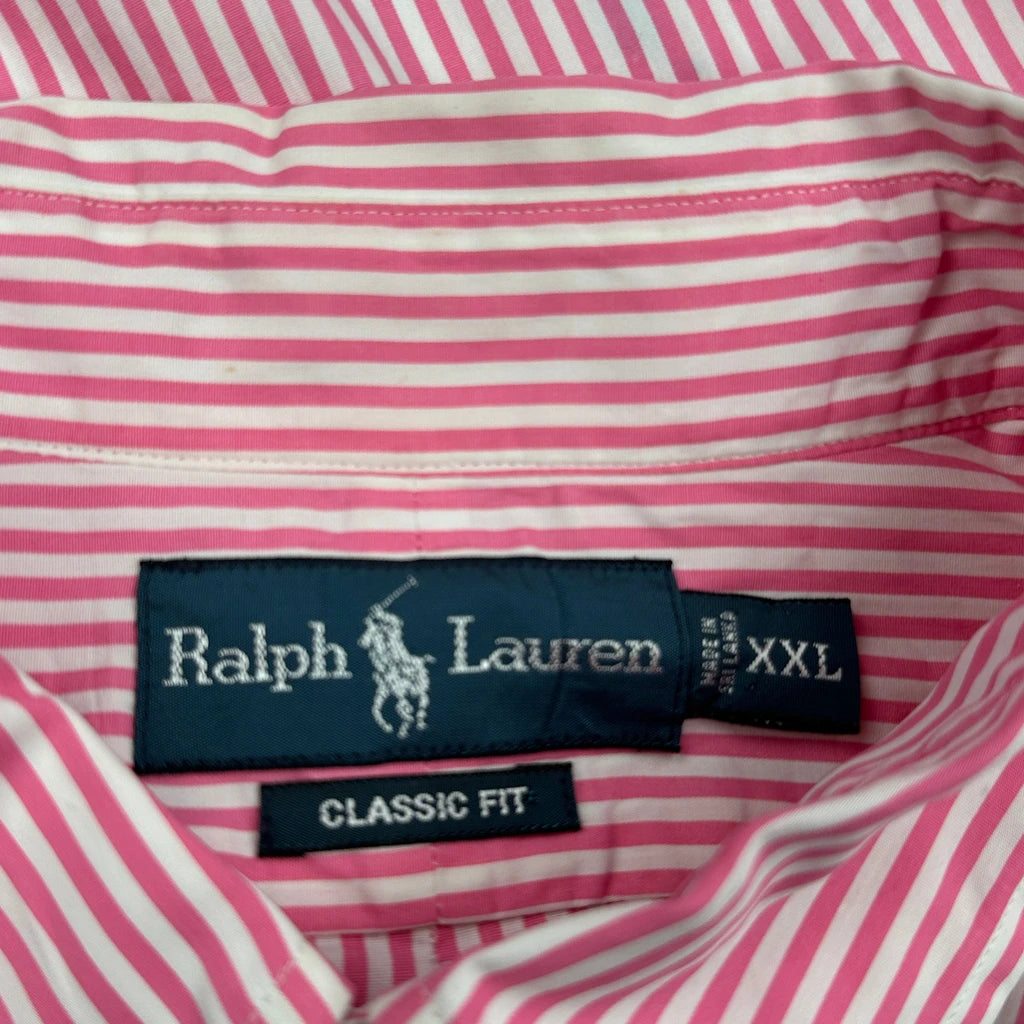 Ralph Lauren
MADE IN
SRI LANKA
XXL
CLASSIC FIT